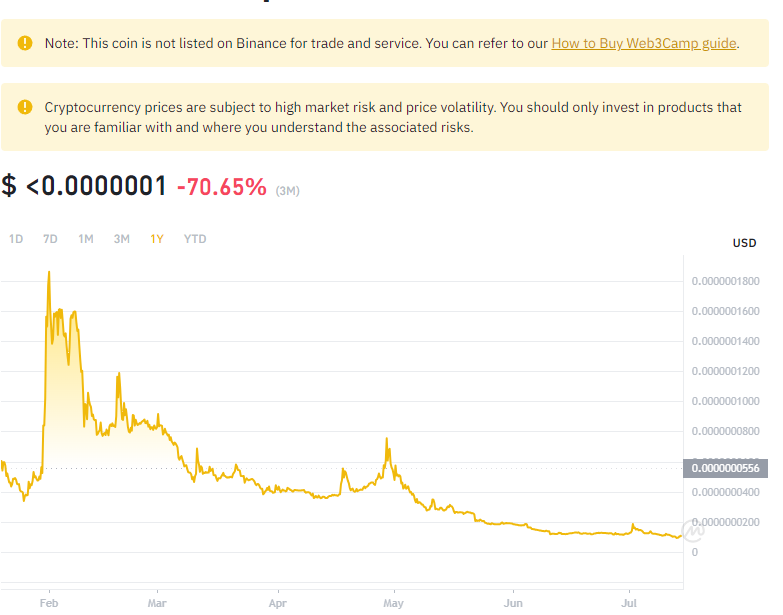 Note: This coin is not listed on Binance for trade and service. You can refer to our How to Buy Web3Camp guide.
Cryptocurrency prices are subject to high market risk and price volatility. You should only invest in products that
you are familiar with and where you understand the associated risks.
$ <0.0000001 -70.65% (3M)
1D 7D 1M 3M 1Y YTD
USD
0.0000001800
0.0000001600
0.0000001400
0.0000001200
0.0000001000
0.0000000800
0.0000000556
0.0000000400
0.0000000200
0
Feb Mar Apr May Jun Jul